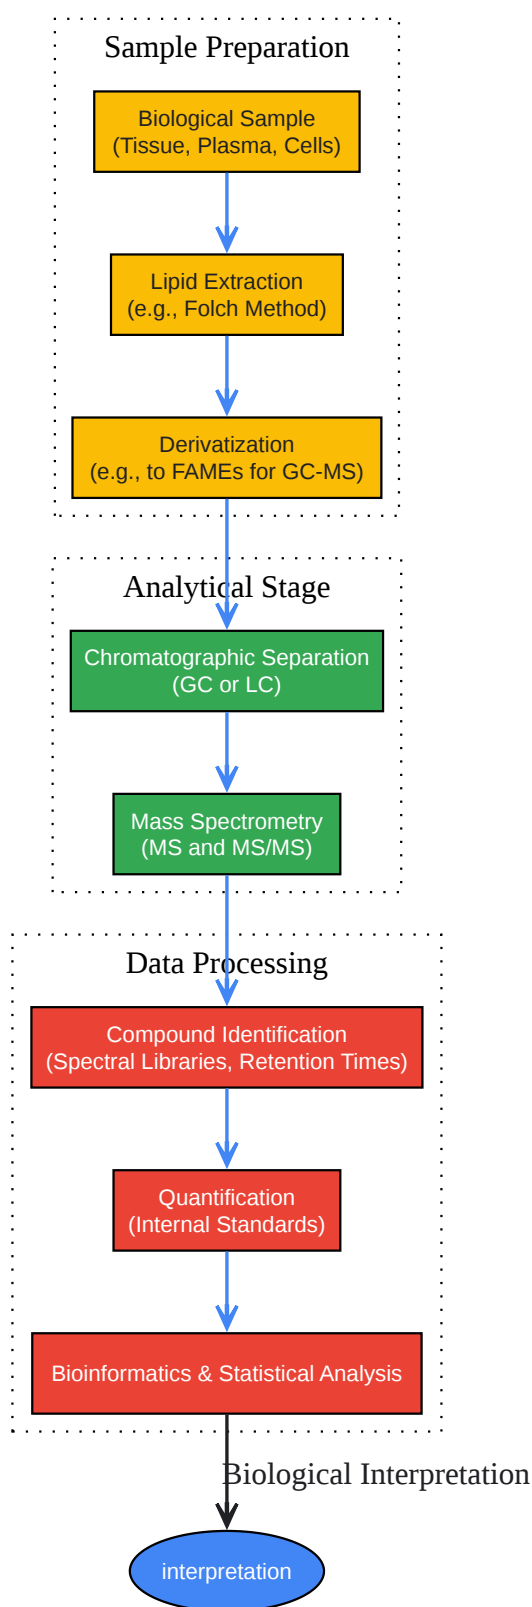 Sample Preparation
Biological Sample
(Tissue, Plasma, Cells)
Lipid Extraction
(e.g., Folch Method)
Derivatization
(e.g., to FAMEs for GC-MS)
Analytical Stage
Chromatographic Separation
(GC or LC)
Mass Spectrometry
(MS and MS/MS)
Data Processing
Compound Identification
(Spectral Libraries, Retention Times)
Quantification
(Internal Standards)
Bioinformatics & Statistical Analysis
Biological Interpretation
interpretation